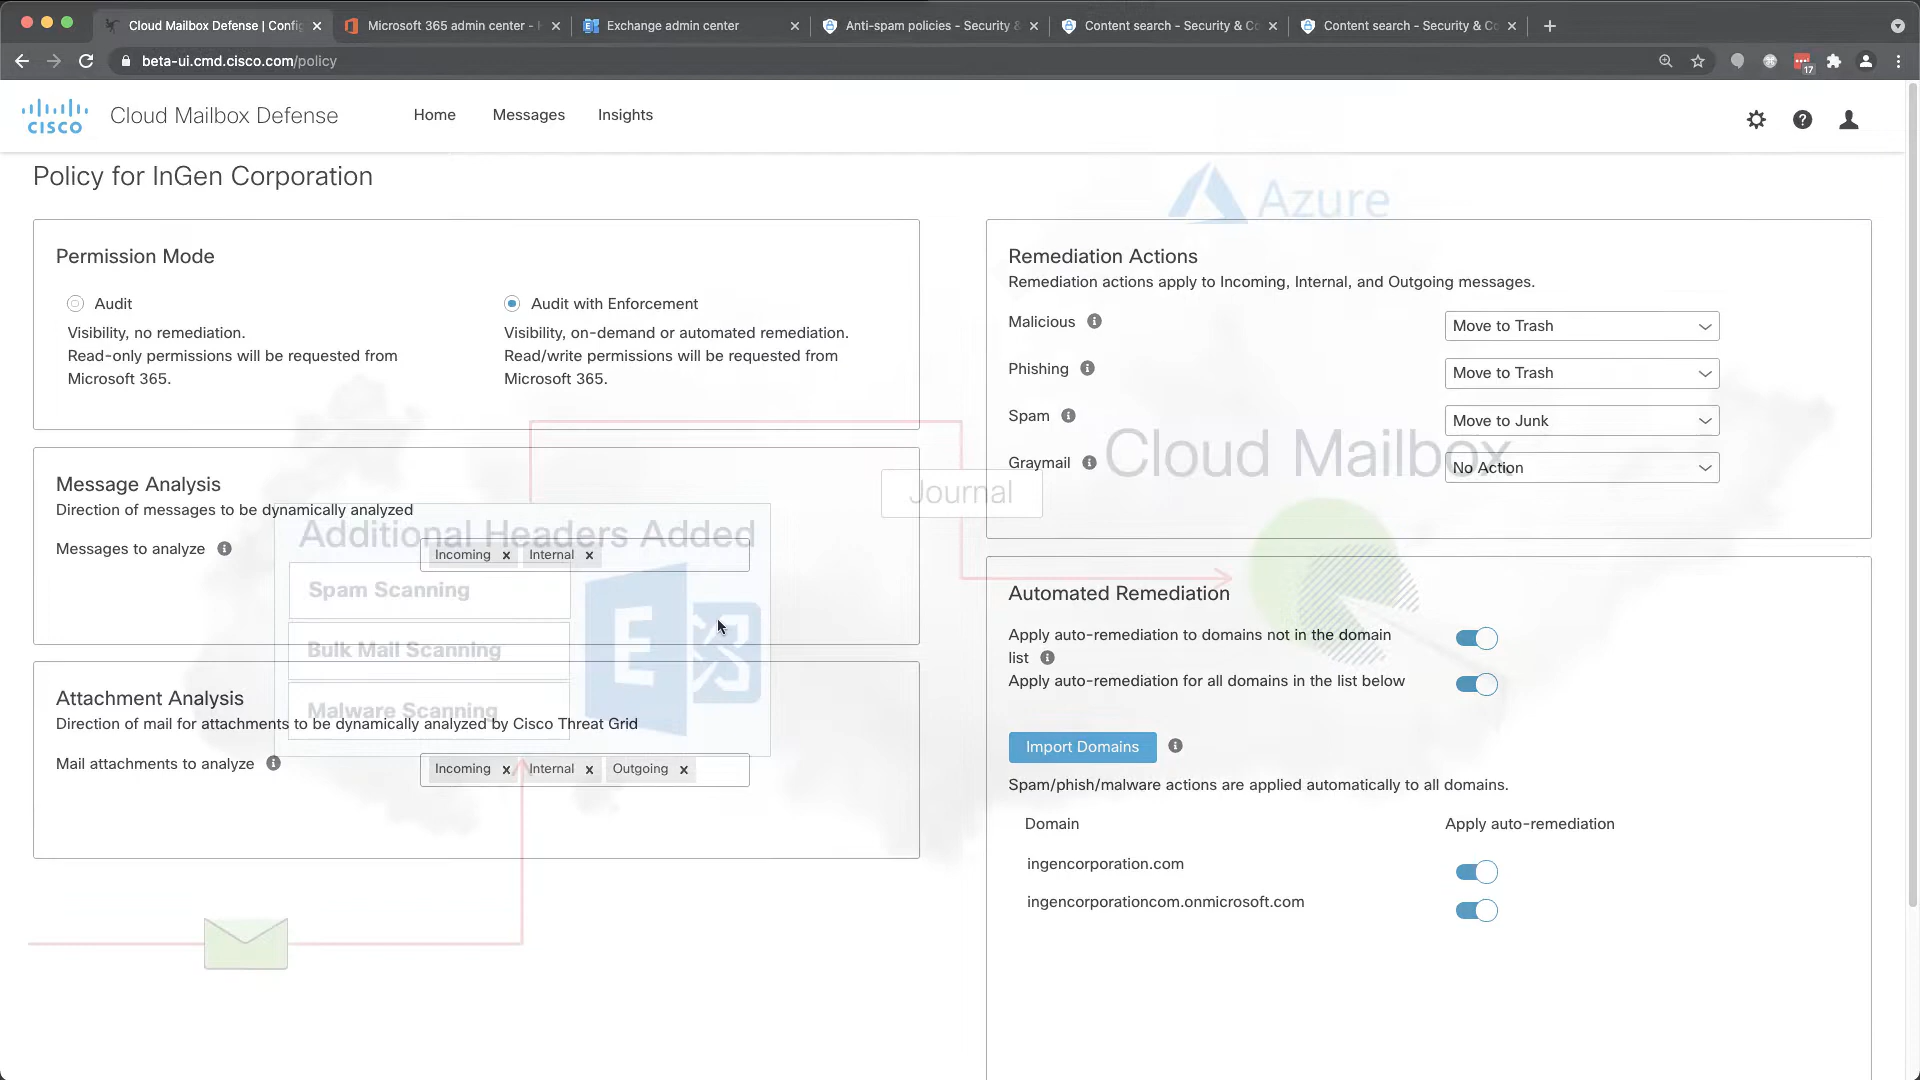 Cloud Mailbox Defense | Confi
Microsoft 365 admin center -
Exchange admin center
Anti-spam policies - Security &
Content search - Security & Co
Content search - Security & Co
beta-ui.cmd.cisco.com/policy
17
CISCO
Cloud Mailbox Defense
Home
Messages
Insights
Policy for InGen Corporation
Azure
Permission Mode
Audit
Visibility, no remediation.
Read-only permissions will be requested from
Microsoft 365.
Audit with Enforcement
Visibility, on-demand or automated remediation.
Read/write permissions will be requested from
Microsoft 365.
Message Analysis
Direction of messages to be dynamically analyzed
Messages to analyze
Incoming x Internal x
Additional Headers Added
Spam Scanning
Bulk Mail Scanning
Malware Scanning
E
Journal
Attachment Analysis
Direction of mail for attachments to be dynamically analyzed by Cisco Threat Grid
Mail attachments to analyze
Incoming x Internal x Outgoing x
Remediation Actions
Remediation actions apply to Incoming, Internal, and Outgoing messages.
Malicious
Move to Trash
Phishing
Move to Trash
Spam
Move to Junk
Graymail
No Action
Cloud Mailbox
Automated Remediation
Apply auto-remediation to domains not in the domain
list
Apply auto-remediation for all domains in the list below
Import Domains
Spam/phish/malware actions are applied automatically to all domains.
Domain
Apply auto-remediation
ingencorporation.com
ingencorporationcom.onmicrosoft.com